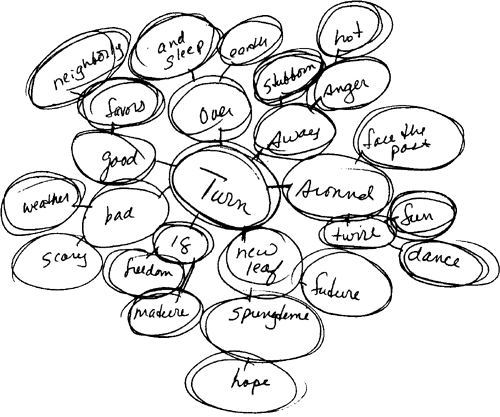 hot
and
sleep
earth
neighborly
stubborn
anger
favors
over
away
face the
past
good
Turn
around
weather
bad
fun
twice
18
new
leaf
dance
scary
freedom
future
mature
springtime
hope